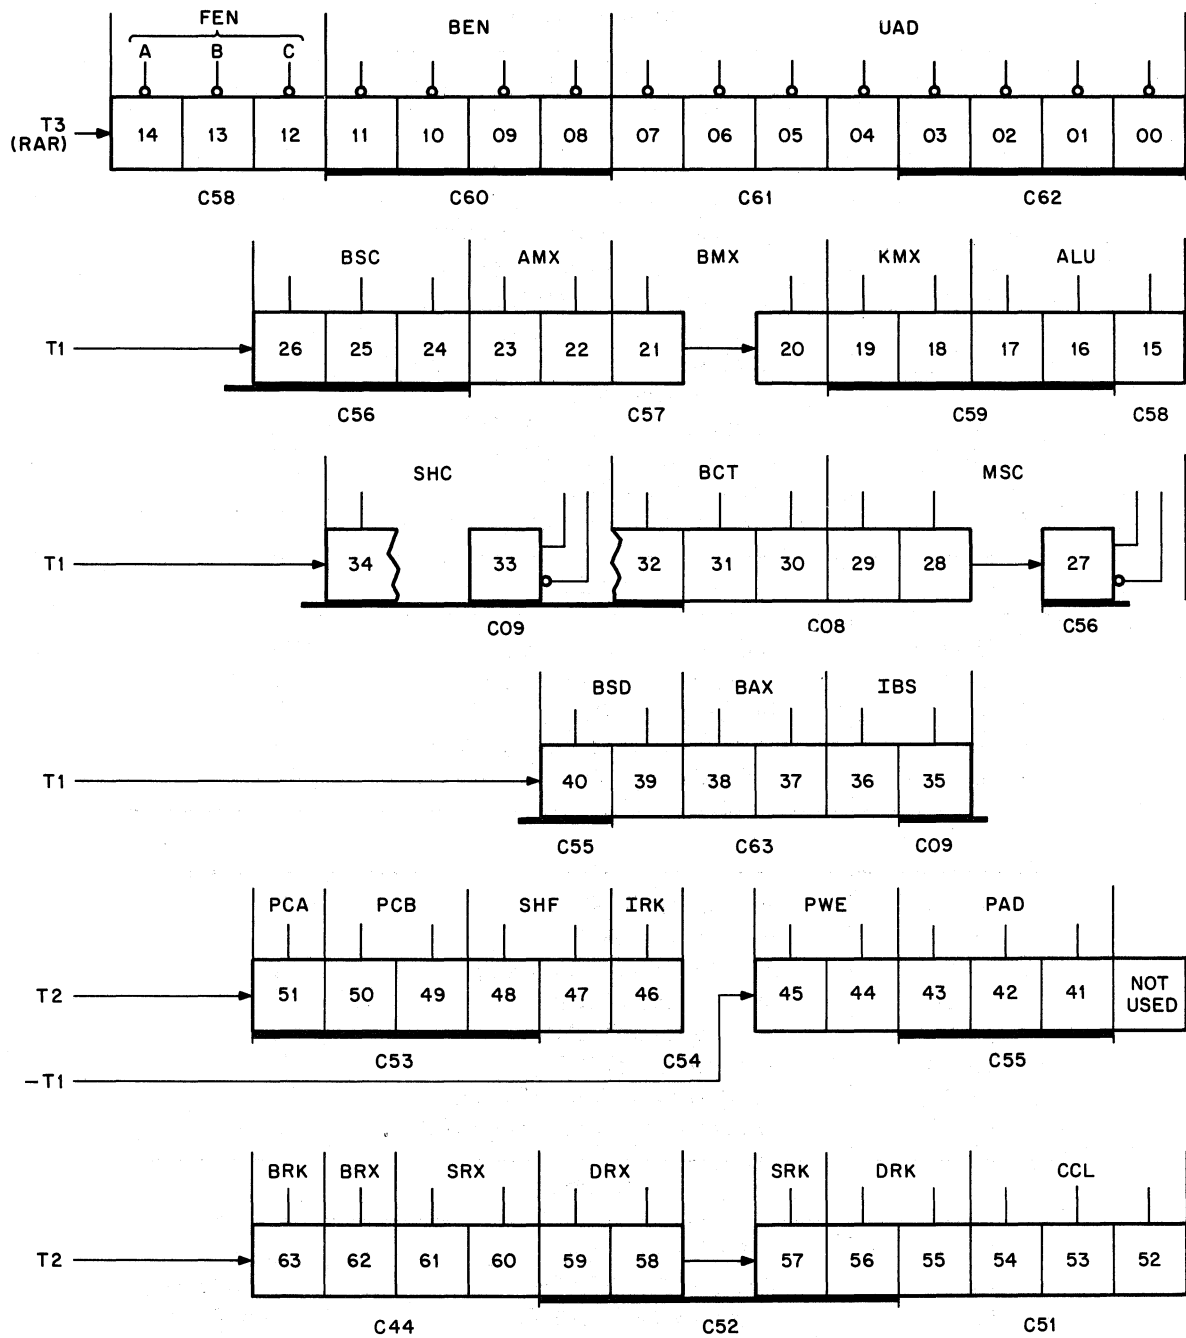 FEN
BEN
UAD
A B C
T3
(RAR)
14 13 12 11 10 09 08 07 06 05 04 03 02 01 00
C58 C60 C61 C62
BSC AMX BMX KMX ALU
T1
26 25 24 23 22 21 20 19 18 17 16 15
C56 C57 C59 C58
SHC BCT MSC
T1
34 33 32 31 30 29 28 27
C09 C08 C56
BSD BAX IBS
T1
40 39 38 37 36 35
C55 C63 C09
PCA PCB SHF IRK PWE PAD
T2
51 50 49 48 47 46 45 44 43 42 41 NOT
USED
C53 C54 C55
-T1
BRK BRX SRX DRX SRK DRK CCL
T2
63 62 61 60 59 58 57 56 55 54 53 52
C44 C52 C51